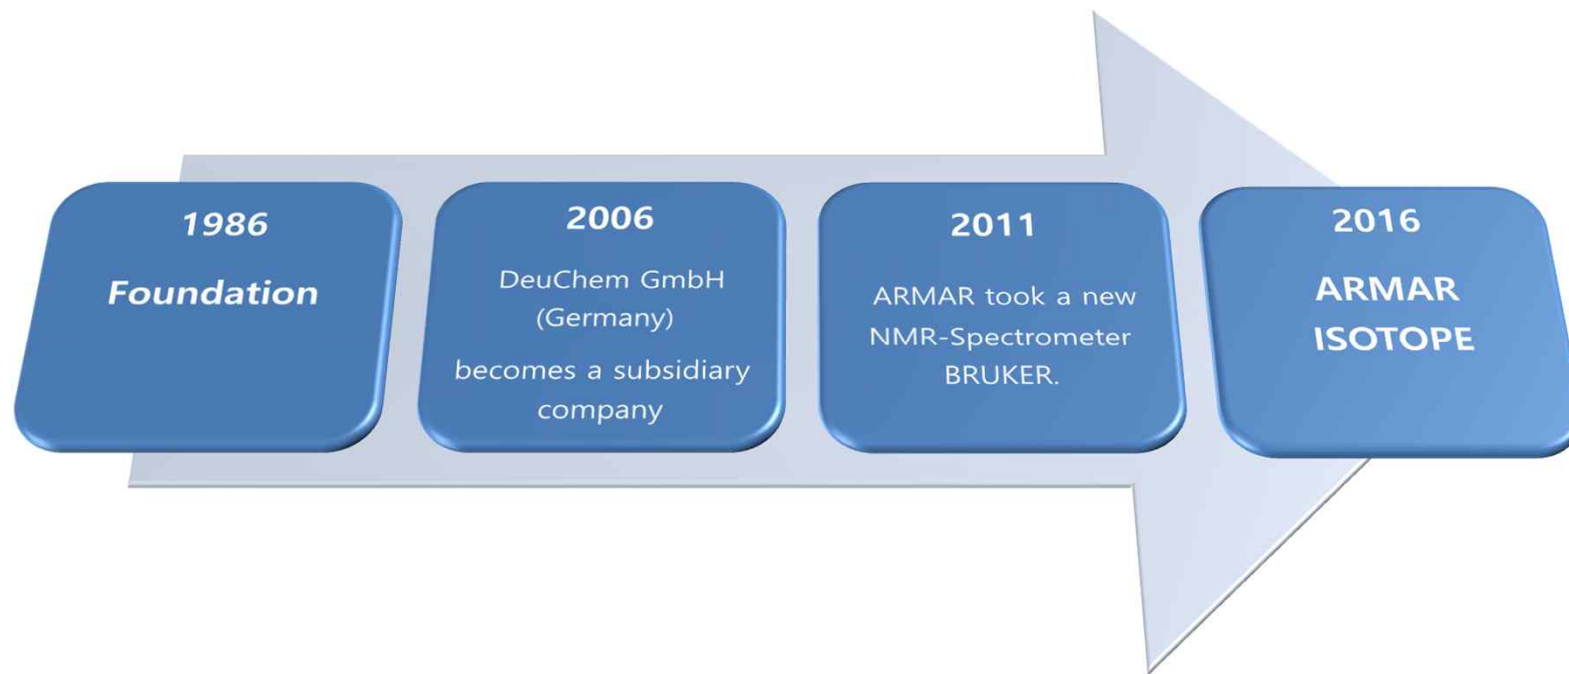 1986
Foundation
2006
DeuChem GmbH
(Germany)
becomes a subsidiary
company
2011
ARMAR took a new
NMR-Spectrometer
BRUKER.
2016
ARMAR
ISOTOPE